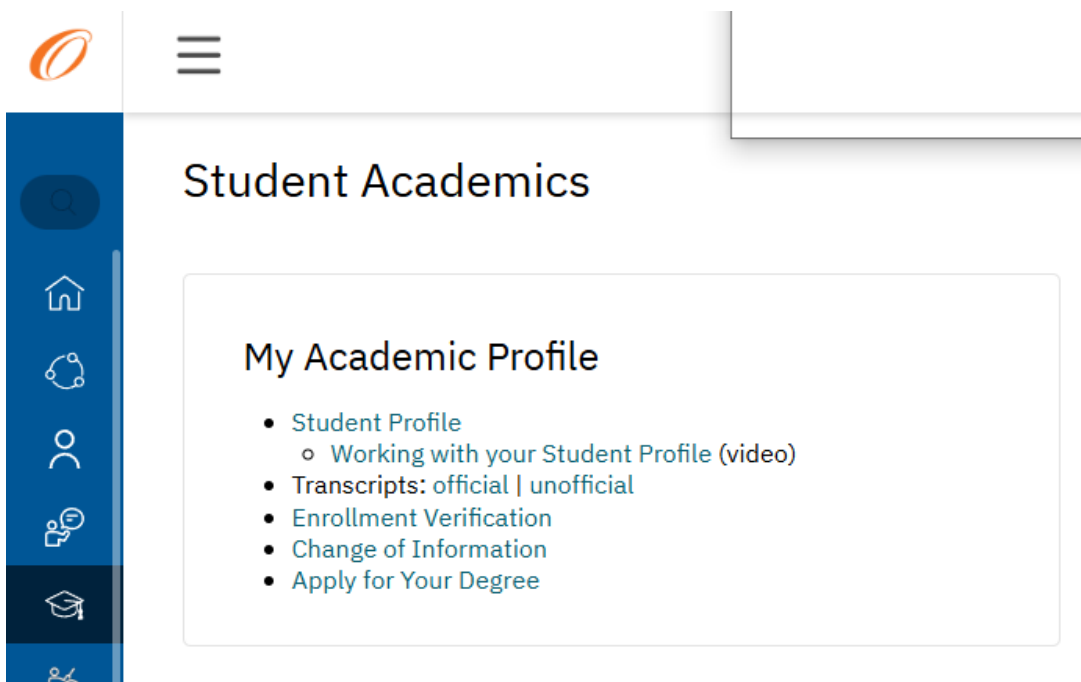 Student Academics
My Academic Profile
Student Profile
Working with your Student Profile (video)
Transcripts: official | unofficial
Enrollment Verification
Change of Information
Apply for Your Degree